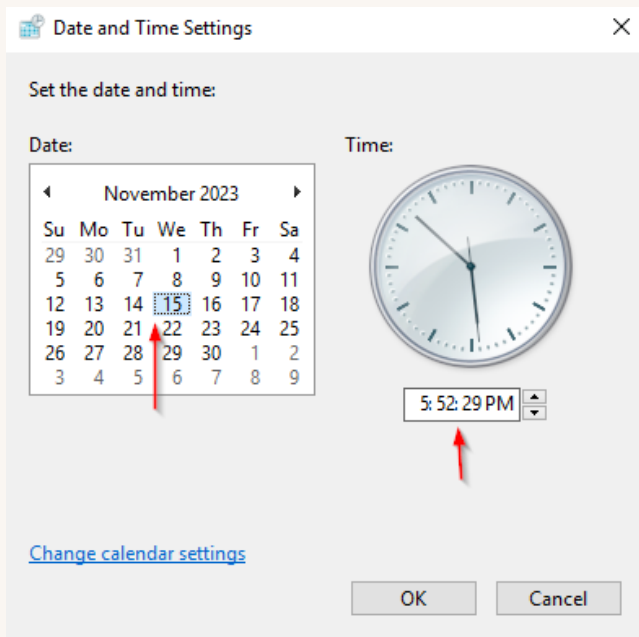 Date and Time Settings
Set the date and time:
Date:
Time:
November 2023
Su Mo Tu We Th Fr Sa
29 30 31 1 2 3 4
5 6 7 8 9 10 11
12 13 14 15 16 17 18
19 20 21 22 23 24 25
26 27 28 29 30 1 2
3 4 5 6 7 8 9
5: 52: 29 PM
Change calendar settings
OK
Cancel